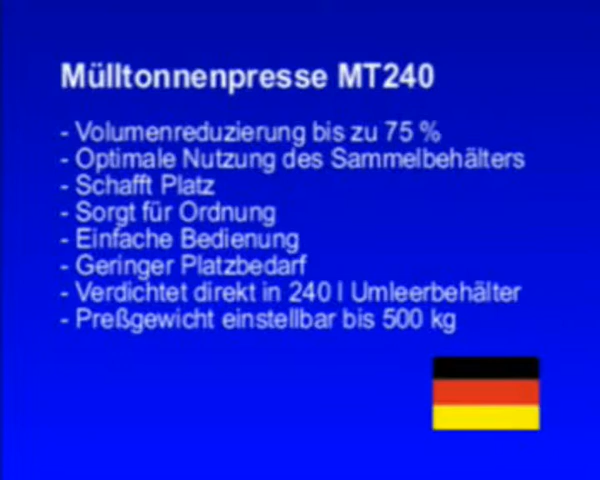 Mülltonnenpresse MT240
- Volumenreduzierung bis zu 75 %
- Optimale Nutzung des Sammelbehälters
- Schafft Platz
- Sorgt für Ordnung
- Einfache Bedienung
- Geringer Platzbedarf
- Verdichtet direkt in 240 l Umleerbehälter
- Preßgewicht einstellbar bis 500 kg